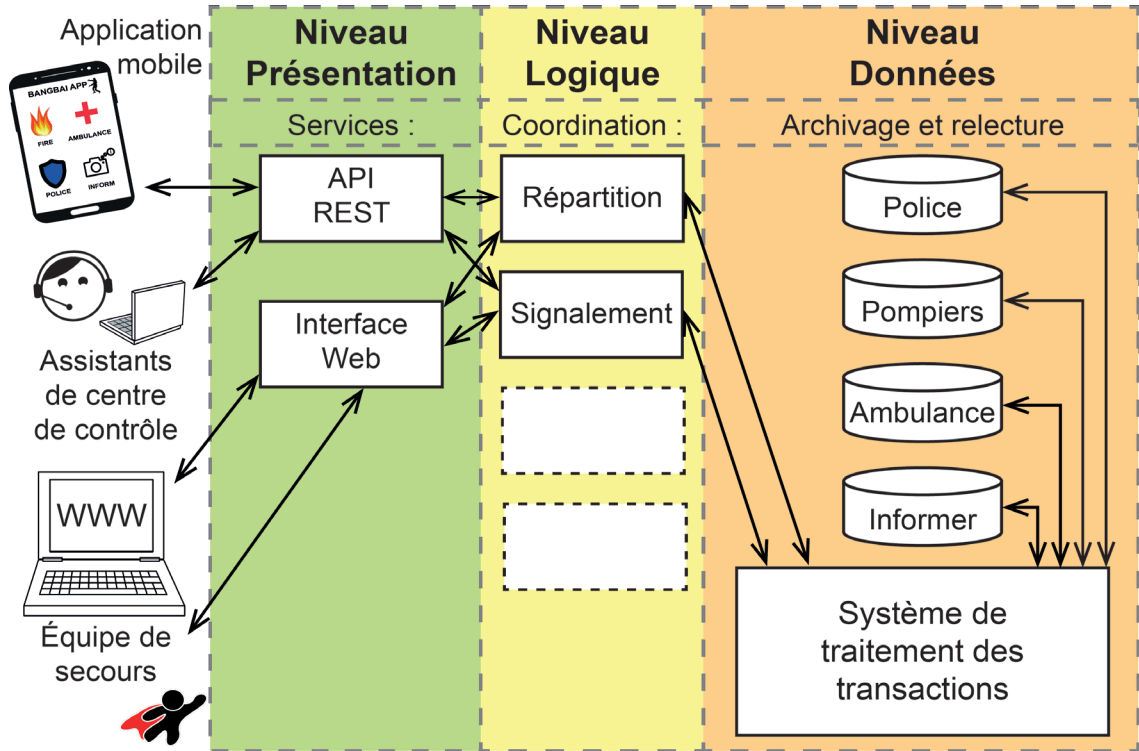 Application
mobile
BANGBAI APP
FIRE
AMBULANCE
POLICE
INFORM
Assistants
de centre
de contrôle
WWW
Équipe de
secours
Niveau
Présentation
Services :
API
REST
Interface
Web
Niveau
Logique
Coordination :
Répartition
Signalement
Niveau
Données
Archivage et relecture
Police
Pompiers
Ambulance
Informer
Système de
traitement des
transactions